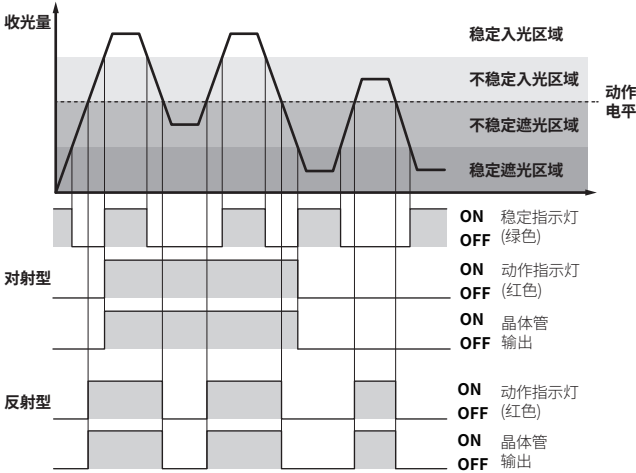 收光量
稳定入光区域
不稳定入光区域
动作
电平
不稳定遮光区域
稳定遮光区域
ON
OFF
稳定指示灯
(绿色)
对射型
ON
OFF
动作指示灯
(红色)
ON
OFF
晶体管
输出
反射型
ON
OFF
动作指示灯
(红色)
ON
OFF
晶体管
输出